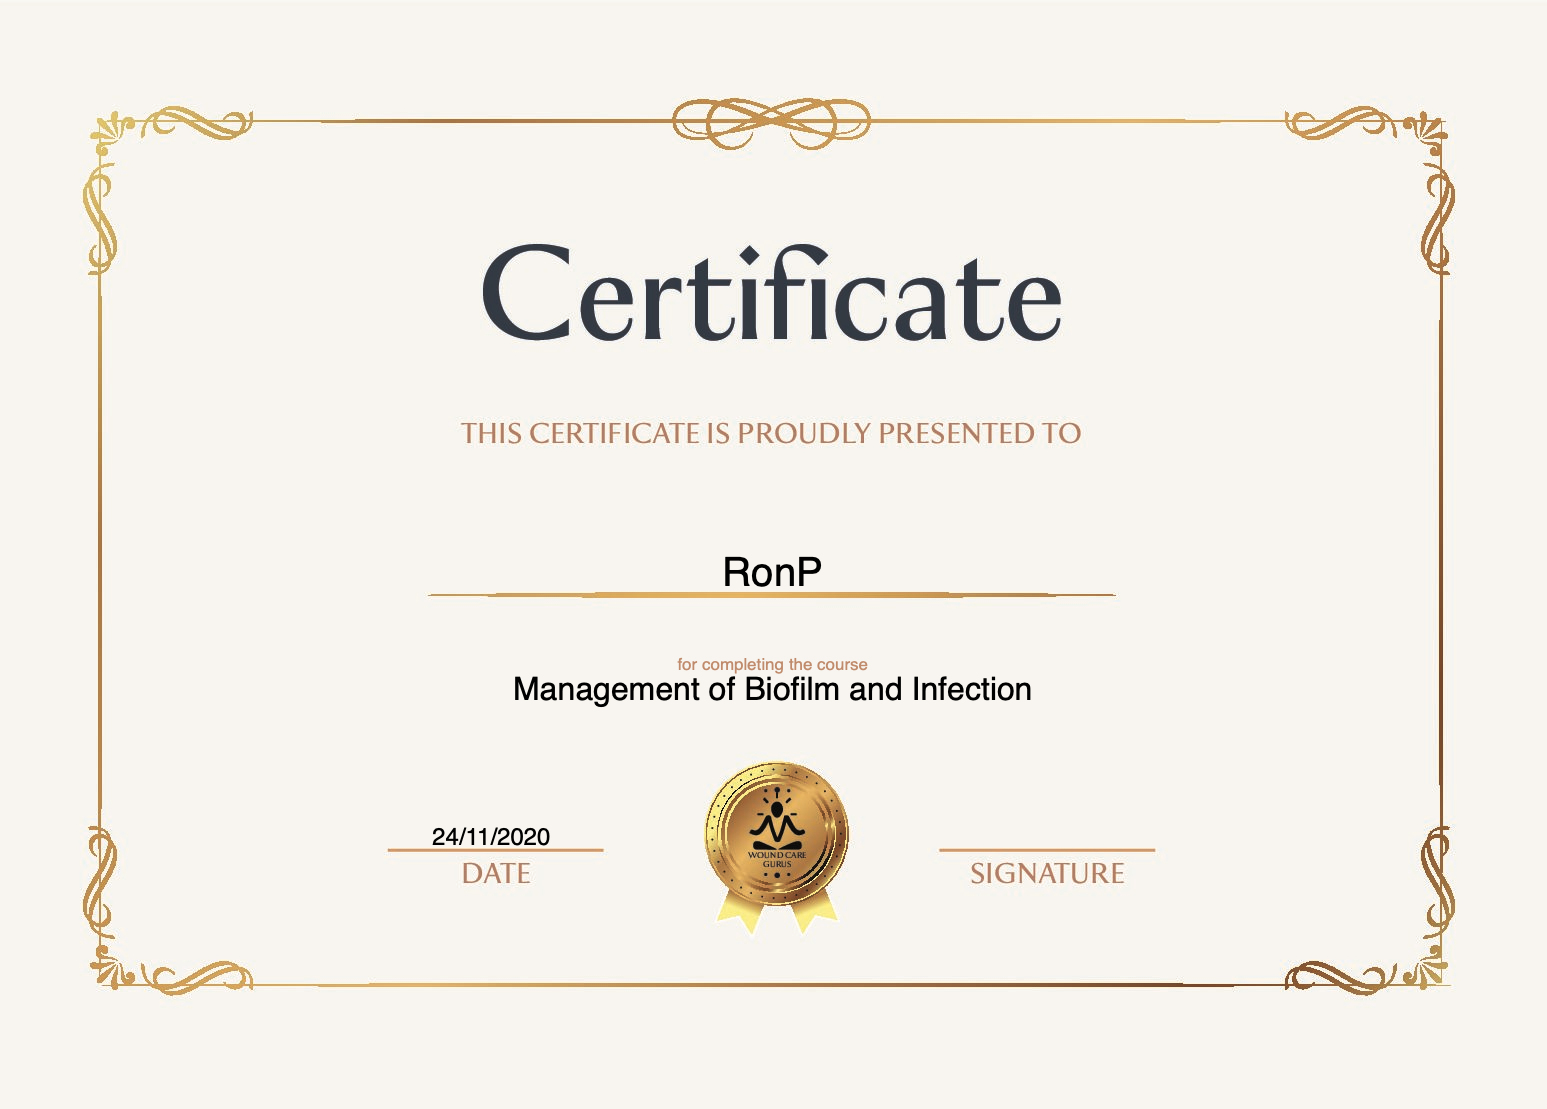 Certificate
THIS CERTIFICATE IS PROUDLY PRESENTED TO
RonP
for completing the course
Management of Biofilm and Infection
24/11/2020
DATE
WOUND CARE
GURUS
SIGNATURE